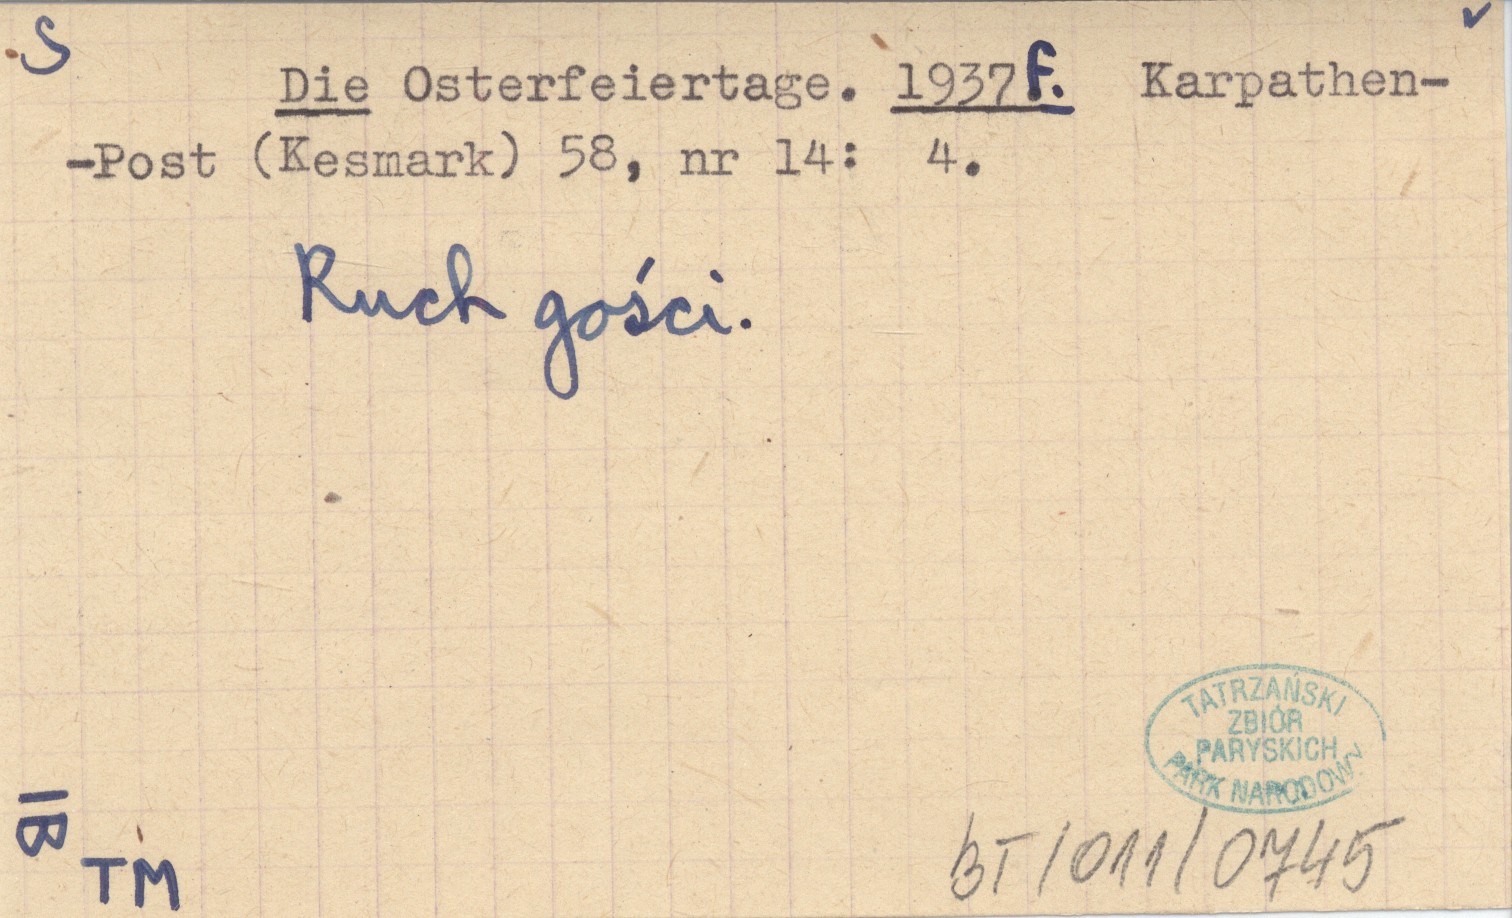 S
Die Osterfeiertage. 1937 f. Karpathen-
-Post (Kesmark) 58, nr 14: 4.
Ruch gości.
TATRZAŃSKI
ZBIÓR
PARYSKICH
PARK NARODOWY
IB
TM
BT/011/0745